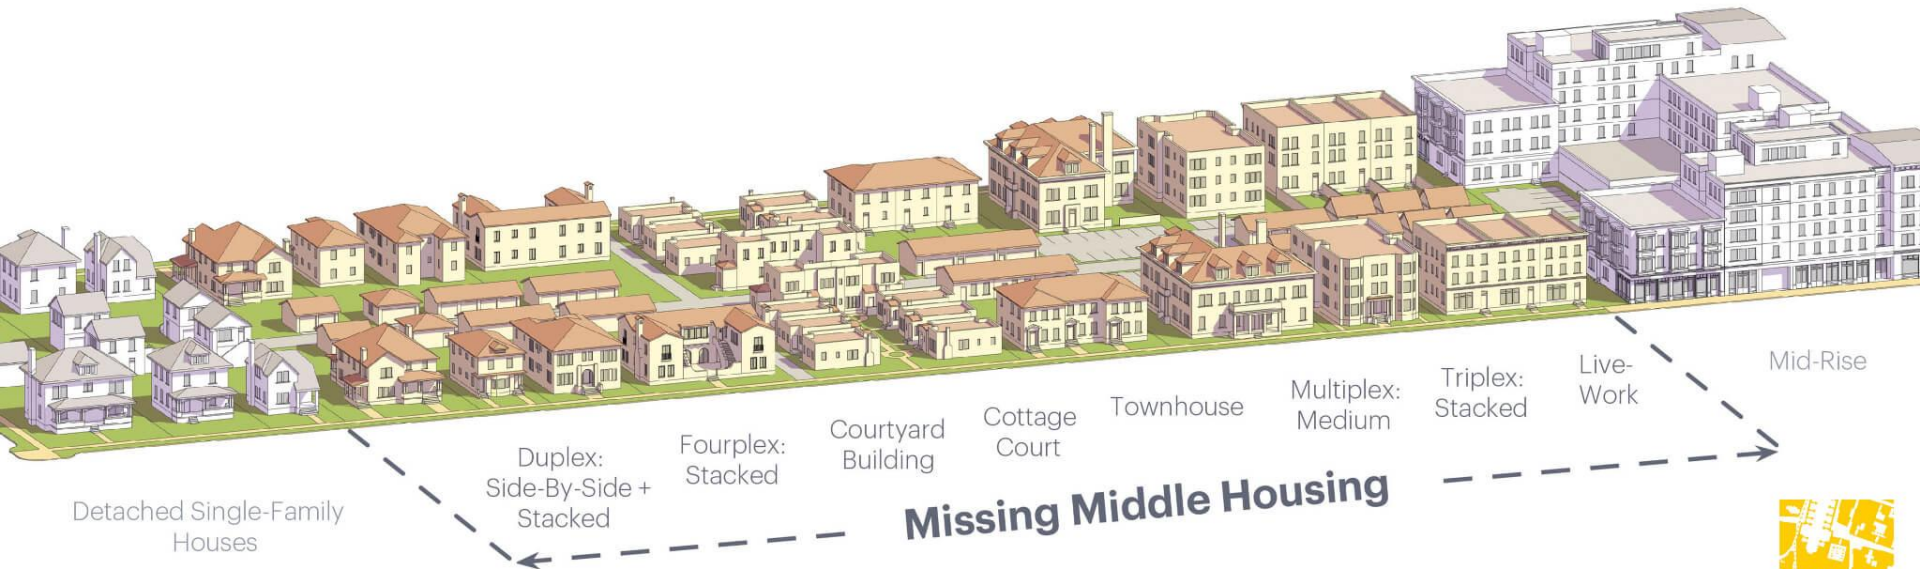 Detached Single-Family
Houses
Duplex:
Side-By-Side +
Stacked
Fourplex:
Stacked
Courtyard
Building
Cottage
Court
Townhouse
Multiplex:
Medium
Triplex:
Stacked
Live-
Work
Mid-Rise
Missing Middle Housing